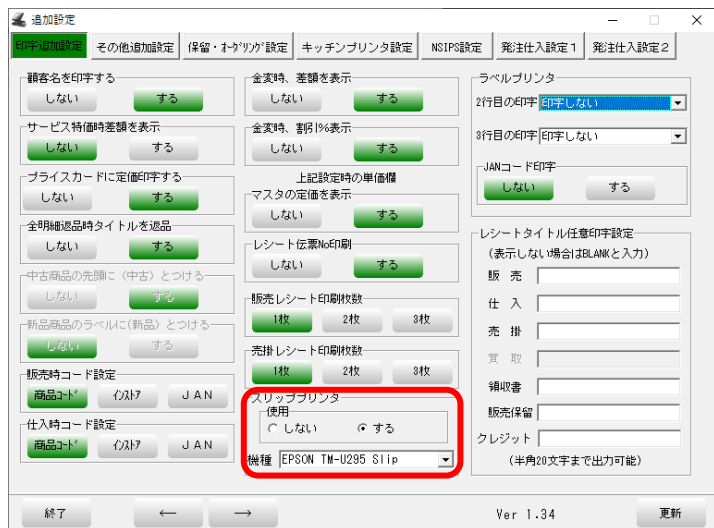 追加設定
印字追加設定 その他追加設定 保留・ｵｰﾀﾞﾘﾝｸﾞ設定 キッチンプリンタ設定 NSIPS設定 発注仕入設定１ 発注仕入設定２
顧客名を印字する
しない する
サービス特価時差額を表示
しない する
プライスカードに定価印字する
しない する
全明細返品時タイトルを返品
しない する
中古商品の先頭に〈中古〉とつける
しない する
新品商品のラベルに(新品）とつける
しない する
販売時コード設定
商品ｺｰﾄﾞ ｲﾝｽﾄｱ ＪＡＮ
仕入時コード設定
商品ｺｰﾄﾞ ｲﾝｽﾄｱ ＪＡＮ
金変時、差額を表示
しない する
金変時、割引%表示
しない する
上記設定時の単価欄
マスタの定価を表示
しない する
レシート伝票No印刷
しない する
販売レシート印刷枚数
1枚 2枚 3枚
売掛レシート印刷枚数
1枚 2枚 3枚
スリッププリンタ
使用
しない する
機種 EPSON TM-U295 Slip
ラベルプリンタ
2行目の印字 印字しない
3行目の印字 印字しない
JANコード印字
しない する
レシートタイトル任意印字設定
（表示しない場合はBLANKと入力）
販 売
仕 入
売 掛
買 取
領収書
販売保留
クレジット
（半角20文字まで出力可能）
終了 ← → Ver 1.34 更新